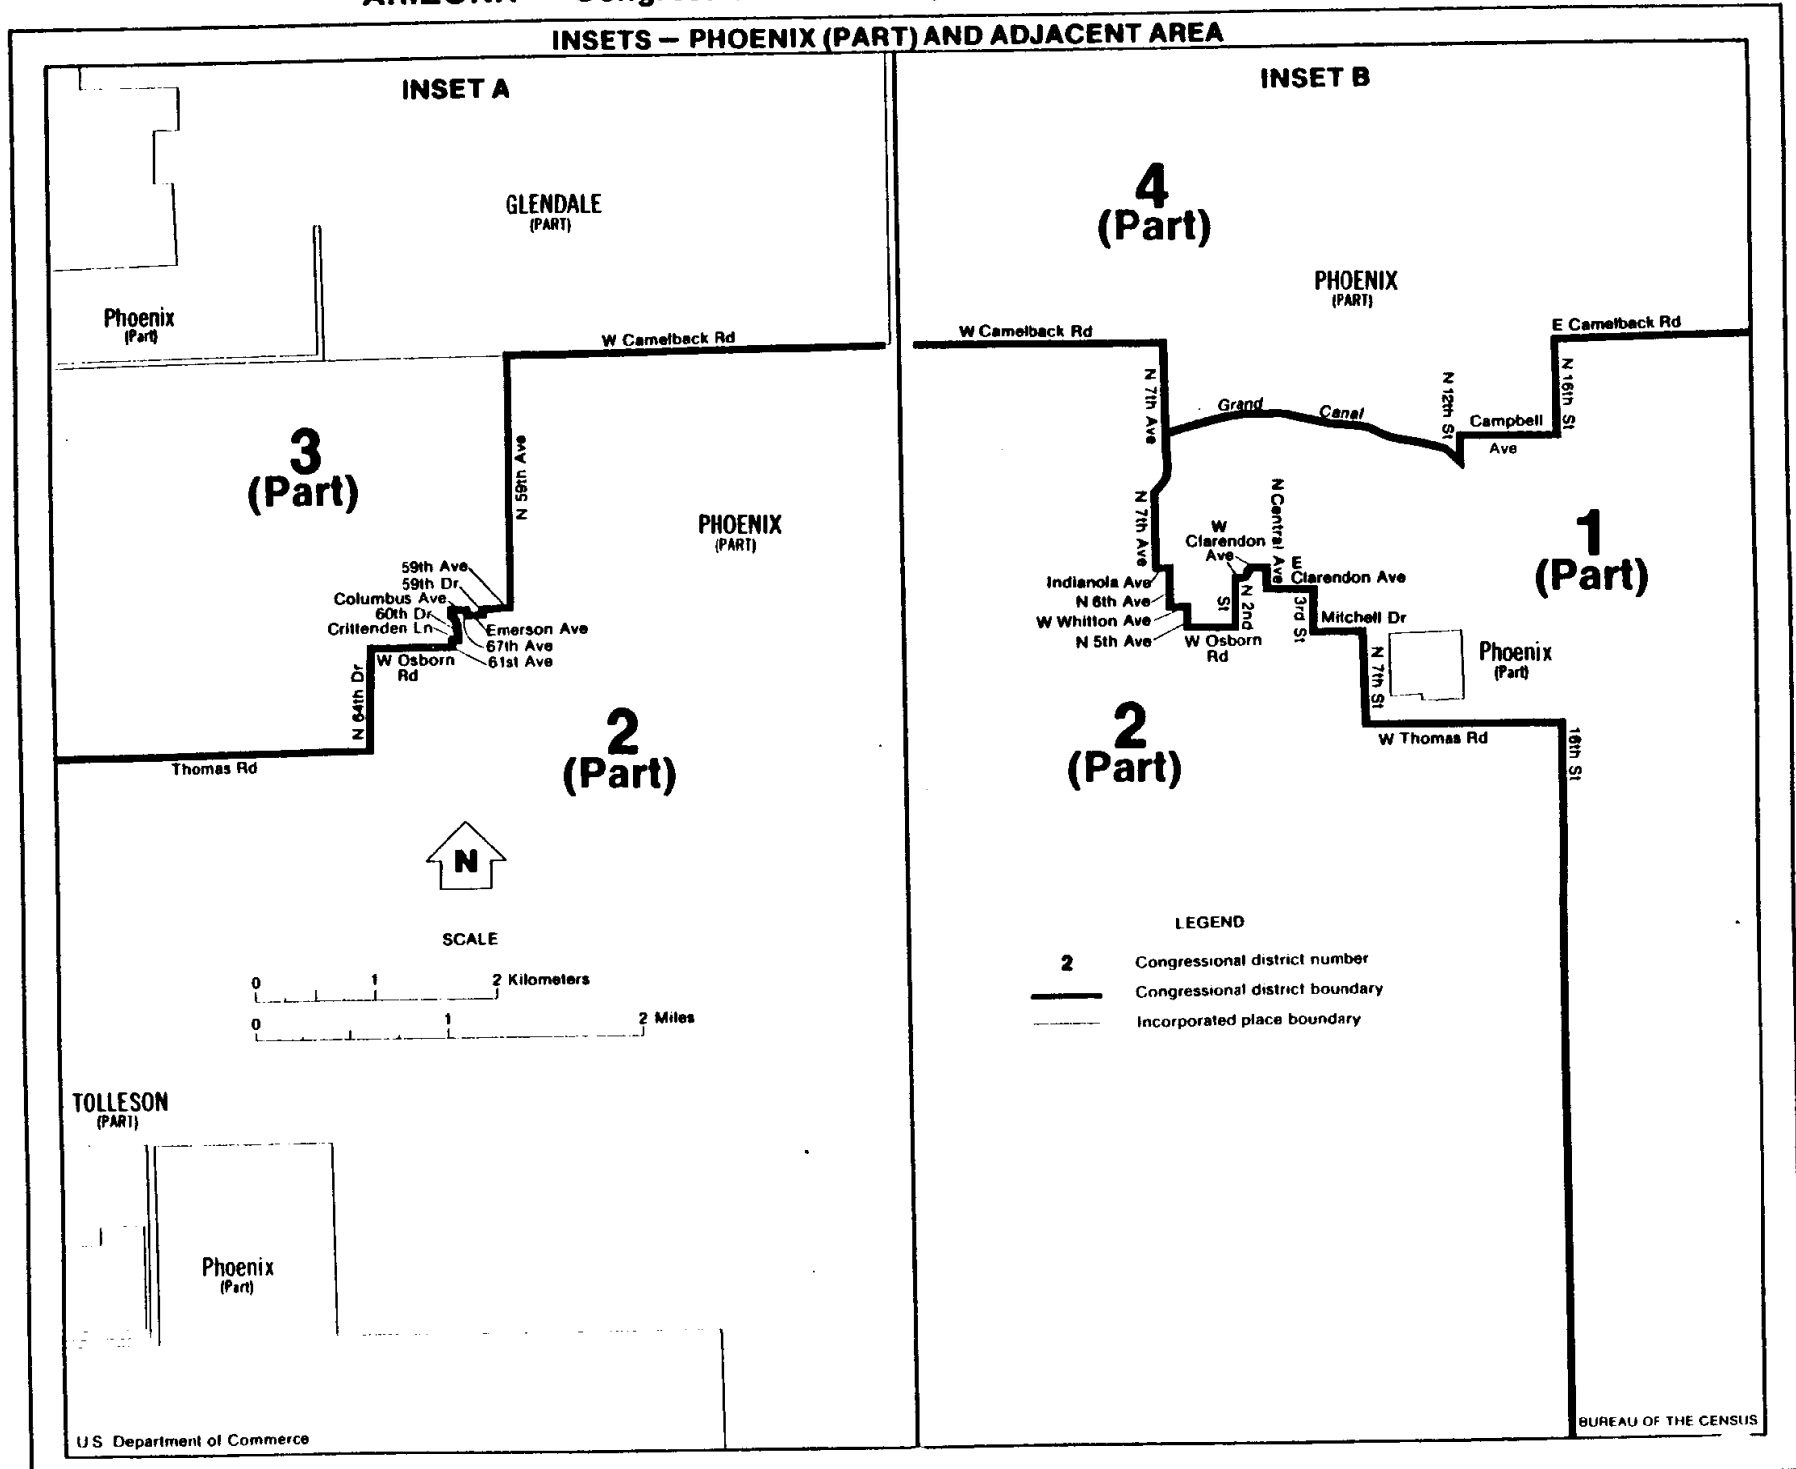 INSETS — PHOENIX (PART) AND ADJACENT AREA
INSET A
GLENDALE
(PART)
Phoenix
(Part)
W Camelback Rd
3
(Part)
N 59th Ave
PHOENIX
(PART)
59th Ave
59th Dr
Columbus Ave
60th Dr
Crittenden Ln
Emerson Ave
67th Ave
61st Ave
W Osborn
Rd
N 64th Dr
2
(Part)
Thomas Rd
N
SCALE
0 1 2 Kilometers
0 1 2 Miles
TOLLESON
(PART)
Phoenix
(Part)
U S Department of Commerce
INSET B
4
(Part)
PHOENIX
(PART)
W Camelback Rd
E Camelback Rd
N 7th Ave
Grand Canal
N 12th St
Campbell
Ave
N 16th St
N 7th Ave
W
Clarendon
Ave
N Central Ave
E
Clarendon Ave
1
(Part)
Indianola Ave
N 6th Ave
W Whitton Ave
N 5th Ave
N 2nd
St
3rd St
Mitchell Dr
W Osborn
Rd
N 7th St
Phoenix
(Part)
2
(Part)
W Thomas Rd
16th St
LEGEND
2 Congressional district number
Congressional district boundary
Incorporated place boundary
BUREAU OF THE CENSUS